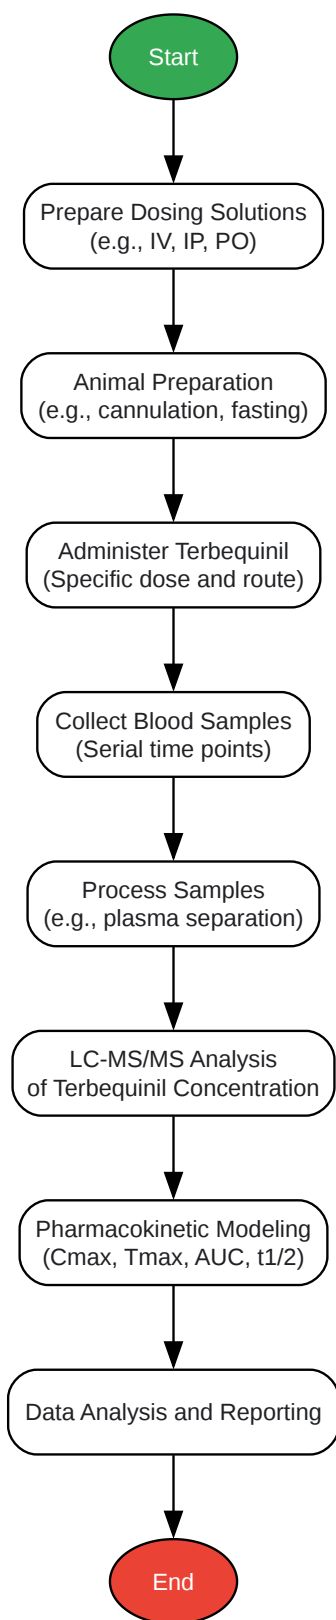 Start
Prepare Dosing Solutions
(e.g., IV, IP, PO)
Animal Preparation
(e.g., cannulation, fasting)
Administer Terbequinil
(Specific dose and route)
Collect Blood Samples
(Serial time points)
Process Samples
(e.g., plasma separation)
LC-MS/MS Analysis
of Terbequinil Concentration
Pharmacokinetic Modeling
(Cmax, Tmax, AUC, t1/2)
Data Analysis and Reporting
End